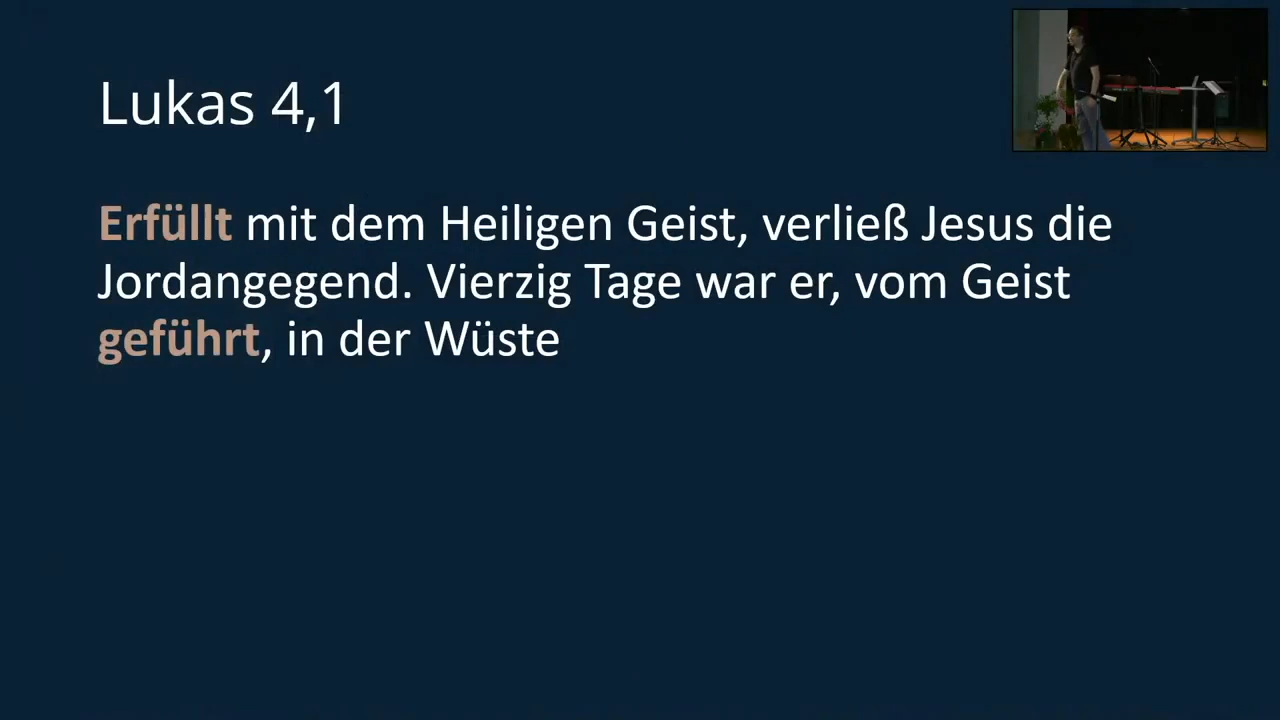 Lukas 4,1
Erfüllt mit dem Heiligen Geist, verließ Jesus die
Jordangegend. Vierzig Tage war er, vom Geist
geführt, in der Wüste